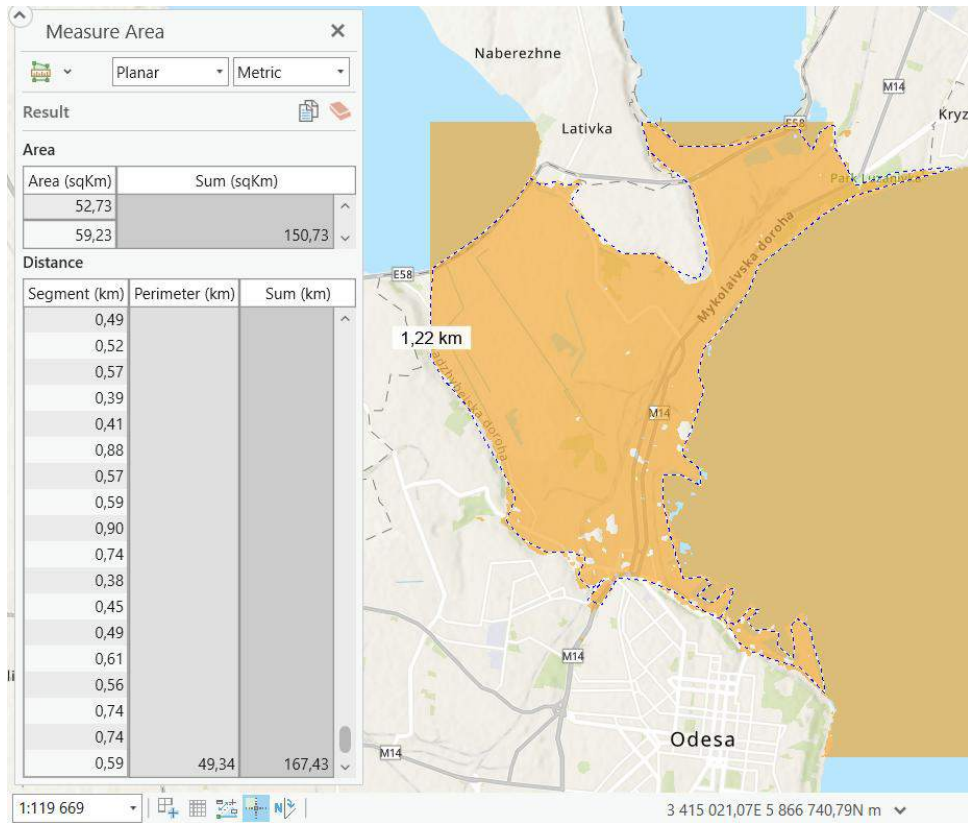 Measure Area
Planar Metric
Result
Area
Area (sqKm) Sum (sqKm)
52,73
59,23 150,73
Distance
Segment (km) Perimeter (km) Sum (km)
0,49
0,52
0,57
0,39
0,41
0,88
0,57
0,59
0,90
0,74
0,38
0,45
0,49
0,61
0,56
0,74
0,74
0,59 49,34 167,43
Naberezhne
M14
Kryz
E58
Lativka
Park Luzanivka
Mykolaivska doroha
E58
1,22 km
adzhybeiska doroha
M14
M14
Odesa
M14
1:119 669
3 415 021,07E 5 866 740,79N m